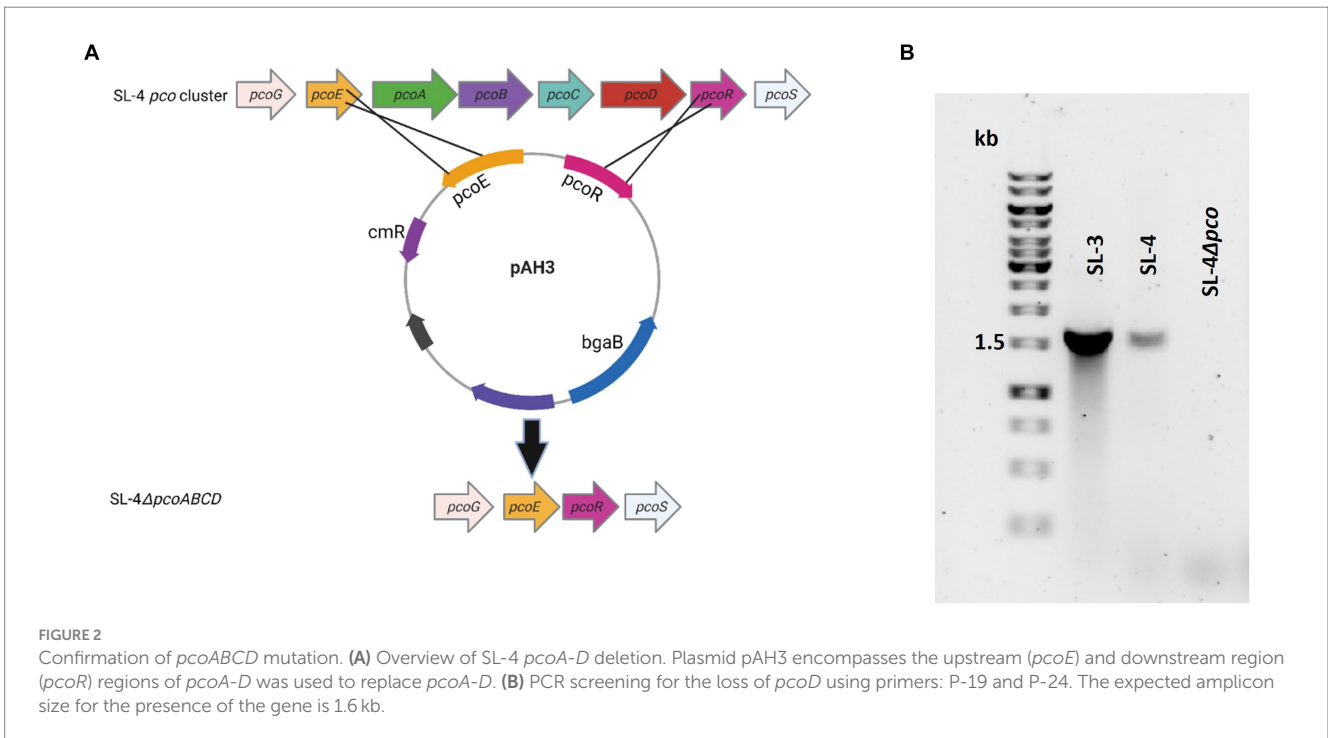 A
SL-4 pco cluster
pcoG pcoE pcoA pcoB pcoC pcoD pcoR pcoS
pcoE
pcoR
cmR
pAH3
bgaB
SL-4ΔpcoABCD
pcoG pcoE pcoR pcoS
B
kb
SL-3
SL-4
SL-4Δpco
1.5
FIGURE 2
Confirmation of pcoABCD mutation. (A) Overview of SL-4 pcoA-D deletion. Plasmid pAH3 encompasses the upstream (pcoE) and downstream region
(pcoR) regions of pcoA-D was used to replace pcoA-D. (B) PCR screening for the loss of pcoD using primers: P-19 and P-24. The expected amplicon
size for the presence of the gene is 1.6 kb.